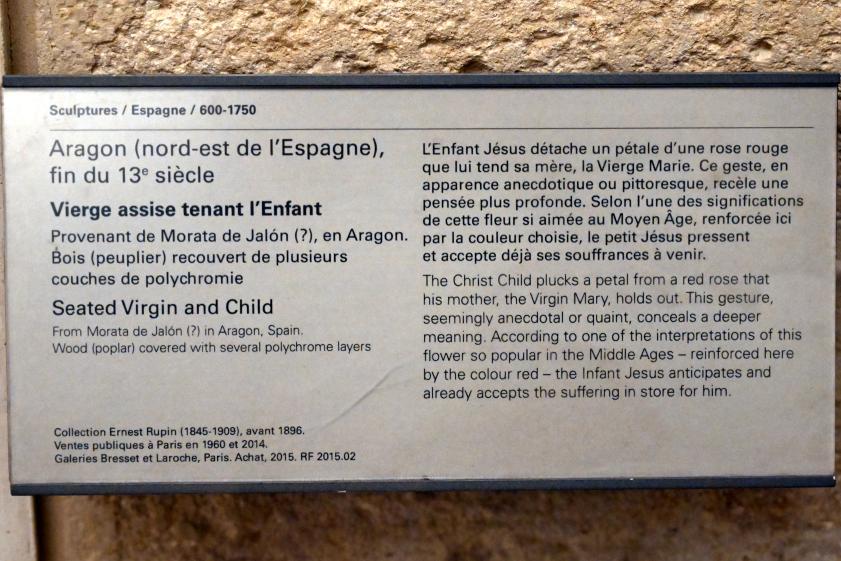 Sculptures / Espagne / 600-1750
Aragon (nord-est de l'Espagne),
fin du 13e siècle
Vierge assise tenant l'Enfant
Provenant de Morata de Jalón (?), en Aragon.
Bois (peuplier) recouvert de plusieurs
couches de polychromie
Seated Virgin and Child
From Morata de Jalón (?) in Aragon, Spain.
Wood (poplar) covered with several polychrome layers
Collection Ernest Rupin (1845-1909), avant 1896.
Ventes publiques à Paris en 1960 et 2014.
Galeries Bresset et Laroche, Paris. Achat, 2015. RF 2015.02
L'Enfant Jésus détache un pétale d'une rose rouge
que lui tend sa mère, la Vierge Marie. Ce geste, en
apparence anecdotique ou pittoresque, recèle une
pensée plus profonde. Selon l'une des significations
de cette fleur si aimée au Moyen Âge, renforcée ici
par la couleur choisie, le petit Jésus pressent
et accepte déjà ses souffrances à venir.
The Christ Child plucks a petal from a red rose that
his mother, the Virgin Mary, holds out. This gesture,
seemingly anecdotal or quaint, conceals a deeper
meaning. According to one of the interpretations of this
flower so popular in the Middle Ages – reinforced here
by the colour red – the Infant Jesus anticipates and
already accepts the suffering in store for him.